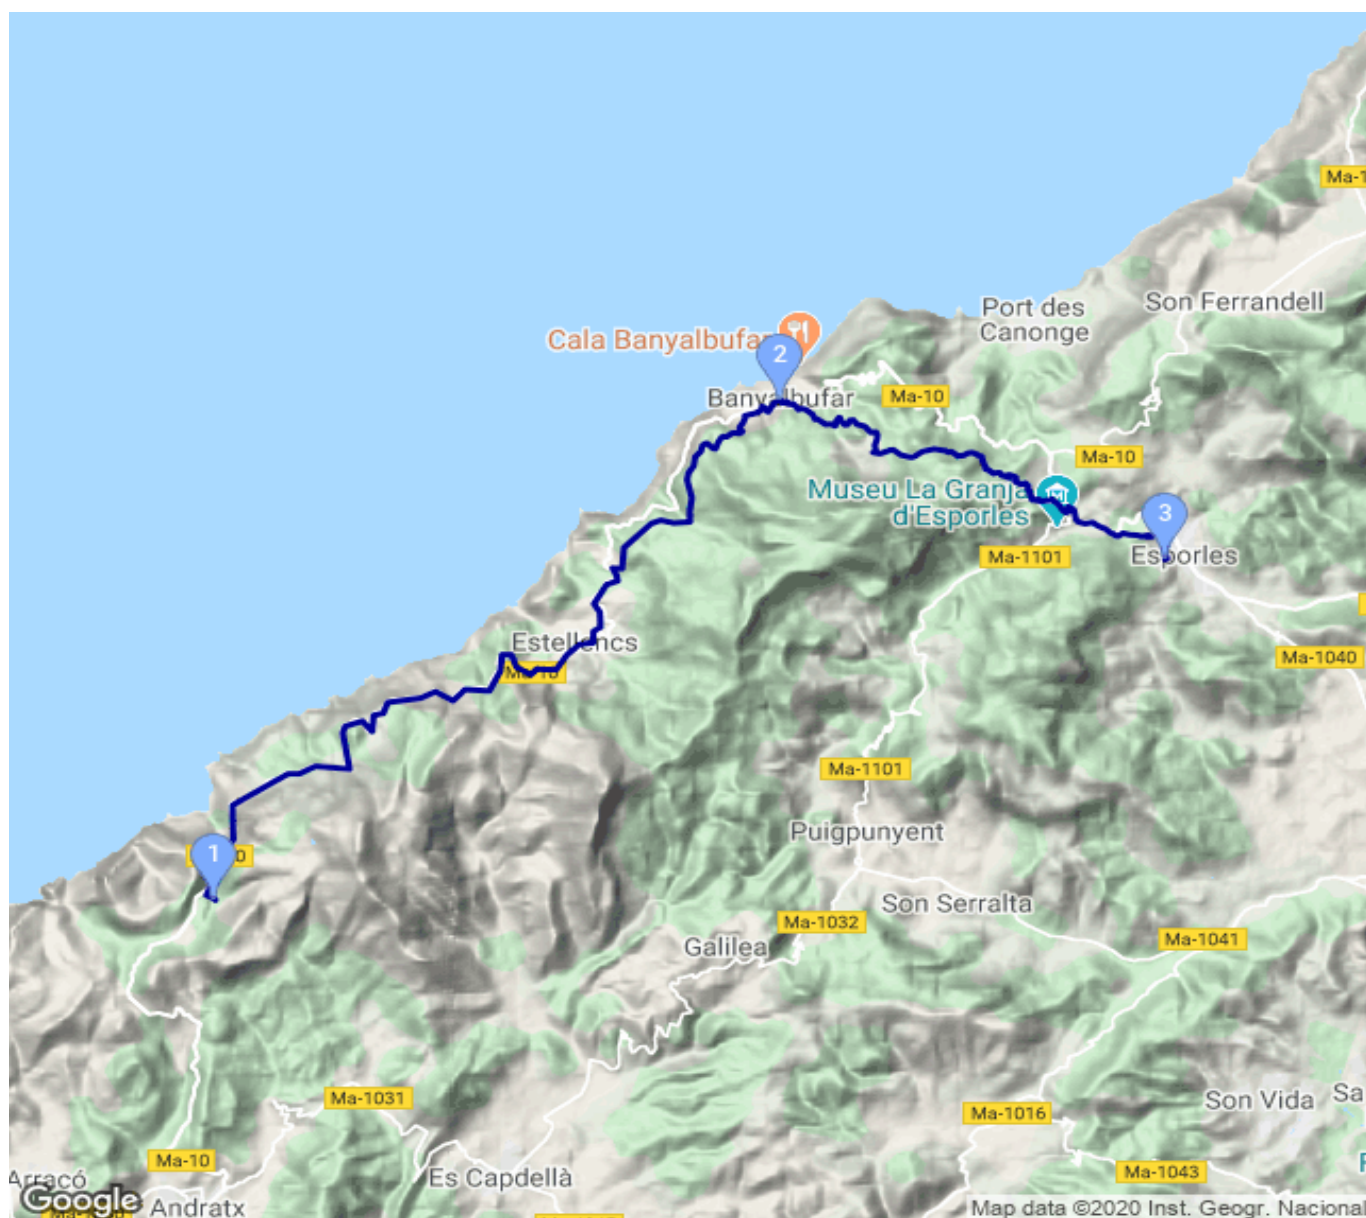 Ma-1
Son Ferrandell
Port des
Canonge
Cala Banyalbufar
2
Banyalbufar
Ma-10
Ma-10
Museu La Granja
d'Esporles
3
Ma-1101
Esporles
Estellencs
Ma-10
Ma-1040
Ma-1101
Puigpunyent
1
Son Serralta
Ma-1032
Ma-1041
Galilea
Ma-1031
Son Vida
Sa
Ma-1016
Ma-10
Ma-1043
Arracó
Es Capdellà
Google
Andratx
Map data ©2020 Inst. Geogr. Nacional